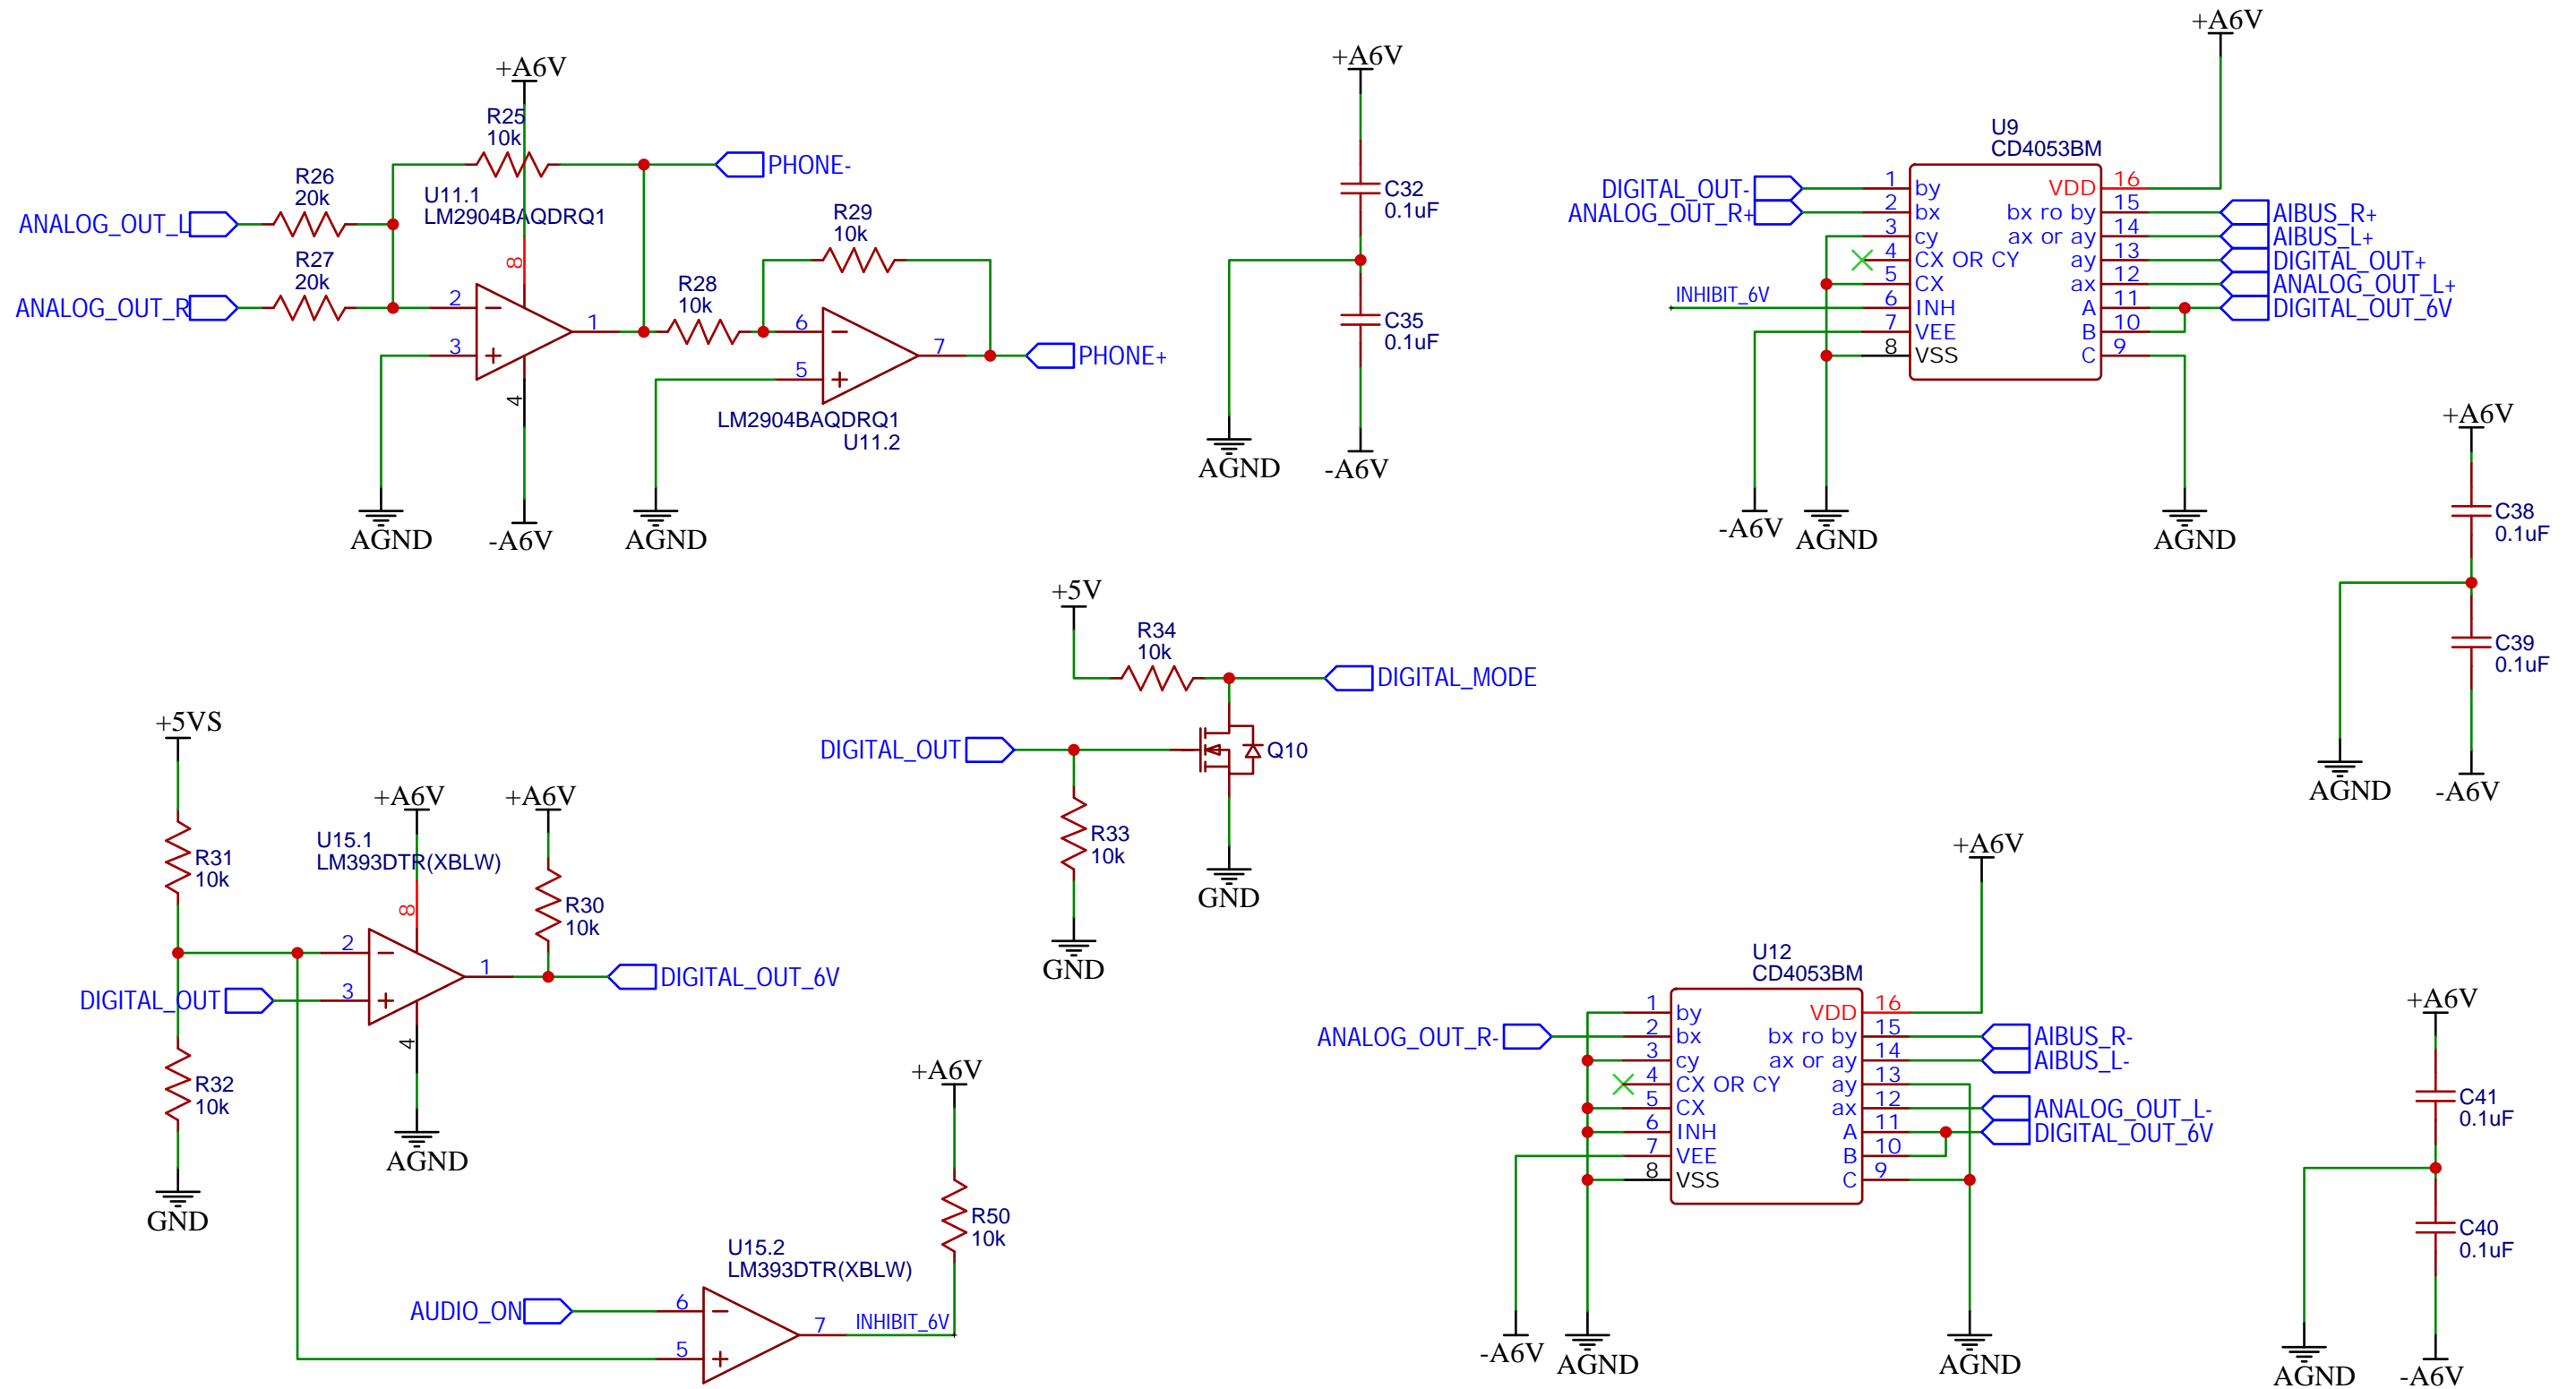 +A6V
R25
10k
PHONE-
R26
20k
U11.1
LM2904BAQDRQ1
ANALOG_OUT_L
R27
20k
ANALOG_OUT_R
8
2
3
1
4
AGND
-A6V
R29
10k
R28
10k
6
5
7
PHONE+
LM2904BAQDRQ1
U11.2
AGND
+A6V
C32
0.1uF
C35
0.1uF
AGND
-A6V
+A6V
U9
CD4053BM
DIGITAL_OUT- 1 by VDD 16
ANALOG_OUT_R+ 2 bx bx ro by 15 AIBUS_R+
3 cy ax or ay 14 AIBUS_L+
4 CX OR CY ay 13 DIGITAL_OUT+
5 CX ax 12 ANALOG_OUT_L+
INHIBIT_6V 6 INH A 11 DIGITAL_OUT_6V
7 VEE B 10
8 VSS C 9
-A6V
AGND
AGND
+A6V
C38
0.1uF
C39
0.1uF
AGND
-A6V
+5V
R34
10k
DIGITAL_MODE
DIGITAL_OUT
Q10
R33
10k
GND
GND
+5VS
R31
10k
+A6V
+A6V
U15.1
LM393DTR(XBLW)
8
R30
10k
2
3
1
4
DIGITAL_OUT
DIGITAL_OUT_6V
R32
10k
GND
AGND
+A6V
R50
10k
U15.2
LM393DTR(XBLW)
AUDIO_ON
6
5
7
INHIBIT_6V
+A6V
U12
CD4053BM
1 by VDD 16
ANALOG_OUT_R- 2 bx bx ro by 15 AIBUS_R-
3 cy ax or ay 14 AIBUS_L-
4 CX OR CY ay 13
5 CX ax 12 ANALOG_OUT_L-
6 INH A 11 DIGITAL_OUT_6V
7 VEE B 10
8 VSS C 9
-A6V
AGND
AGND
+A6V
C41
0.1uF
C40
0.1uF
AGND
-A6V